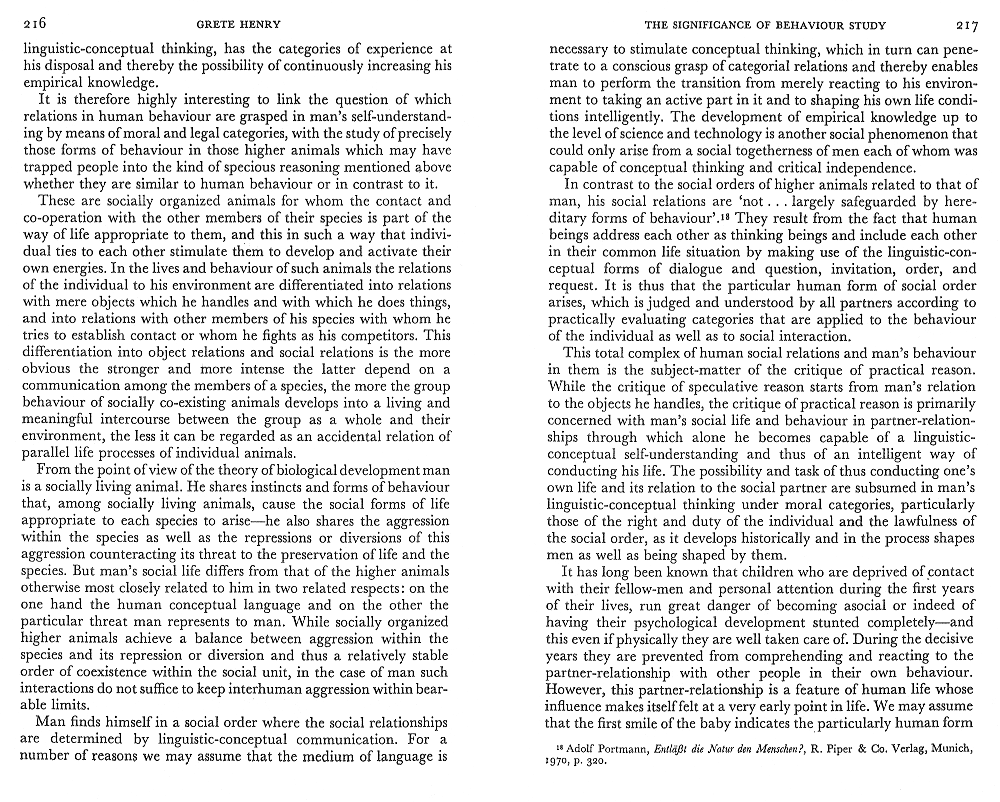 216 GRETE HENRY
linguistic-conceptual thinking, has the categories of experience at
his disposal and thereby the possibility of continuously increasing his
empirical knowledge.
It is therefore highly interesting to link the question of which
relations in human behaviour are grasped in man's self-understand-
ing by means of moral and legal categories, with the study of precisely
those forms of behaviour in those higher animals which may have
trapped people into the kind of specious reasoning mentioned above
whether they are similar to human behaviour or in contrast to it.
These are socially organized animals for whom the contact and
co-operation with the other members of their species is part of the
way of life appropriate to them, and this in such a way that indivi-
dual ties to each other stimulate them to develop and activate their
own energies. In the lives and behaviour of such animals the relations
of the individual to his environment are differentiated into relations
with mere objects which he handles and with which he does things,
and into relations with other members of his species with whom he
tries to establish contact or whom he fights as his competitors. This
differentiation into object relations and social relations is the more
obvious the stronger and more intense the latter depend on a
communication among the members of a species, the more the group
behaviour of socially co-existing animals develops into a living and
meaningful intercourse between the group as a whole and their
environment, the less it can be regarded as an accidental relation of
parallel life processes of individual animals.
From the point of view of the theory of biological development man
is a socially living animal. He shares instincts and forms of behaviour
that, among socially living animals, cause the social forms of life
appropriate to each species to arise—he also shares the aggression
within the species as well as the repressions or diversions of this
aggression counteracting its threat to the preservation of life and the
species. But man's social life differs from that of the higher animals
otherwise most closely related to him in two related respects: on the
one hand the human conceptual language and on the other the
particular threat man represents to man. While socially organized
higher animals achieve a balance between aggression within the
species and its repression or diversion and thus a relatively stable
order of coexistence within the social unit, in the case of man such
interactions do not suffice to keep interhuman aggression within bear-
able limits.
Man finds himself in a social order where the social relationships
are determined by linguistic-conceptual communication. For a
number of reasons we may assume that the medium of language is
THE SIGNIFICANCE OF BEHAVIOUR STUDY 217
necessary to stimulate conceptual thinking, which in turn can pene-
trate to a conscious grasp of categorial relations and thereby enables
man to perform the transition from merely reacting to his environ-
ment to taking an active part in it and to shaping his own life condi-
tions intelligently. The development of empirical knowledge up to
the level of science and technology is another social phenomenon that
could only arise from a social togetherness of men each of whom was
capable of conceptual thinking and critical independence.
In contrast to the social orders of higher animals related to that of
man, his social relations are 'not . . . largely safeguarded by here-
ditary forms of behaviour'.¹⁸ They result from the fact that human
beings address each other as thinking beings and include each other
in their common life situation by making use of the linguistic-con-
ceptual forms of dialogue and question, invitation, order, and
request. It is thus that the particular human form of social order
arises, which is judged and understood by all partners according to
practically evaluating categories that are applied to the behaviour
of the individual as well as to social interaction.
This total complex of human social relations and man's behaviour
in them is the subject-matter of the critique of practical reason.
While the critique of speculative reason starts from man's relation
to the objects he handles, the critique of practical reason is primarily
concerned with man's social life and behaviour in partner-relation-
ships through which alone he becomes capable of a linguistic-
conceptual self-understanding and thus of an intelligent way of
conducting his life. The possibility and task of thus conducting one's
own life and its relation to the social partner are subsumed in man's
linguistic-conceptual thinking under moral categories, particularly
those of the right and duty of the individual and the lawfulness of
the social order, as it develops historically and in the process shapes
men as well as being shaped by them.
It has long been known that children who are deprived of contact
with their fellow-men and personal attention during the first years
of their lives, run great danger of becoming asocial or indeed of
having their psychological development stunted completely—and
this even if physically they are well taken care of. During the decisive
years they are prevented from comprehending and reacting to the
partner-relationship with other people in their own behaviour.
However, this partner-relationship is a feature of human life whose
influence makes itself felt at a very early point in life. We may assume
that the first smile of the baby indicates the particularly human form
¹⁸ Adolf Portmann, Entläßt die Natur den Menschen?, R. Piper & Co. Verlag, Munich,
1970, p. 320.